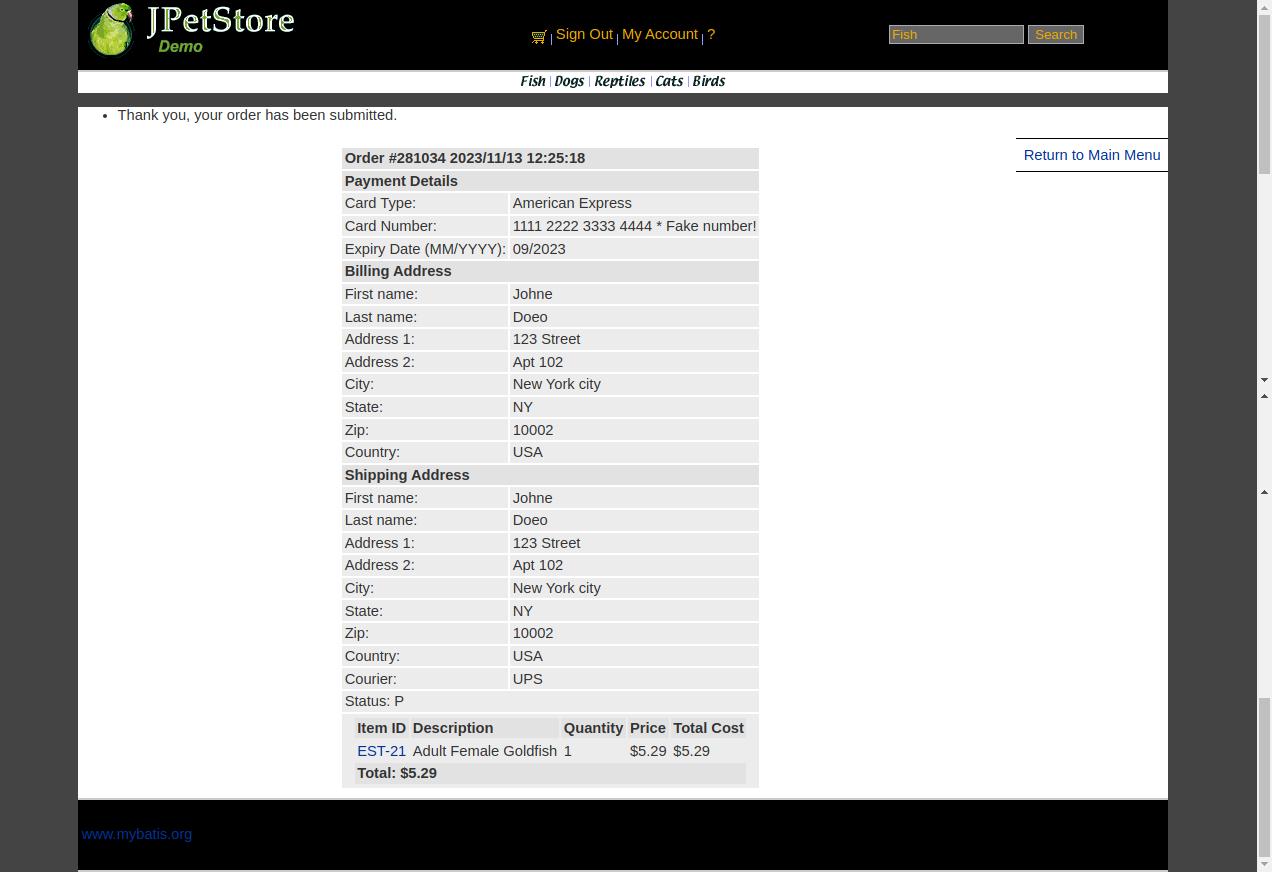 JPetStore
Demo
Sign Out | My Account | ?
Fish
Search
Fish | Dogs | Reptiles | Cats | Birds
• Thank you, your order has been submitted.
Return to Main Menu
Order #281034 2023/11/13 12:25:18
Payment Details
Card Type: American Express
Card Number: 1111 2222 3333 4444 * Fake number!
Expiry Date (MM/YYYY): 09/2023
Billing Address
First name: Johne
Last name: Doeo
Address 1: 123 Street
Address 2: Apt 102
City: New York city
State: NY
Zip: 10002
Country: USA
Shipping Address
First name: Johne
Last name: Doeo
Address 1: 123 Street
Address 2: Apt 102
City: New York city
State: NY
Zip: 10002
Country: USA
Courier: UPS
Status: P
Item ID Description Quantity Price Total Cost
EST-21 Adult Female Goldfish 1 $5.29 $5.29
Total: $5.29
www.mybatis.org